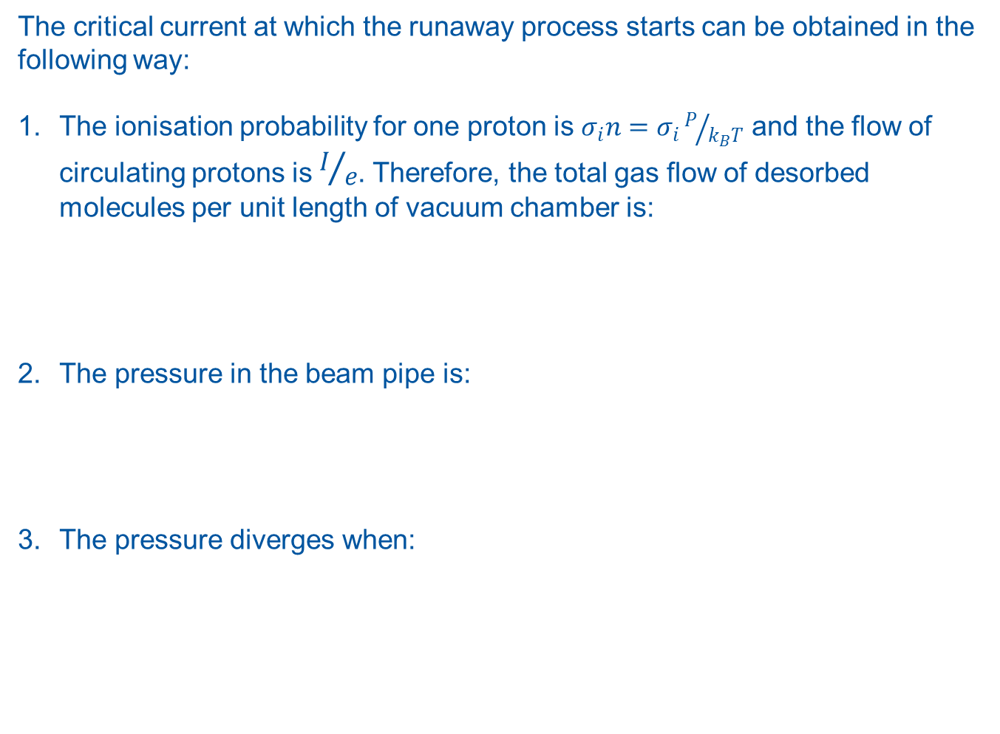 The critical current at which the runaway process starts can be obtained in the
following way:
1. The ionisation probability for one proton is σᵢn = σᵢ P/k_BT and the flow of
circulating protons is I/e. Therefore, the total gas flow of desorbed
molecules per unit length of vacuum chamber is:
2. The pressure in the beam pipe is:
3. The pressure diverges when: